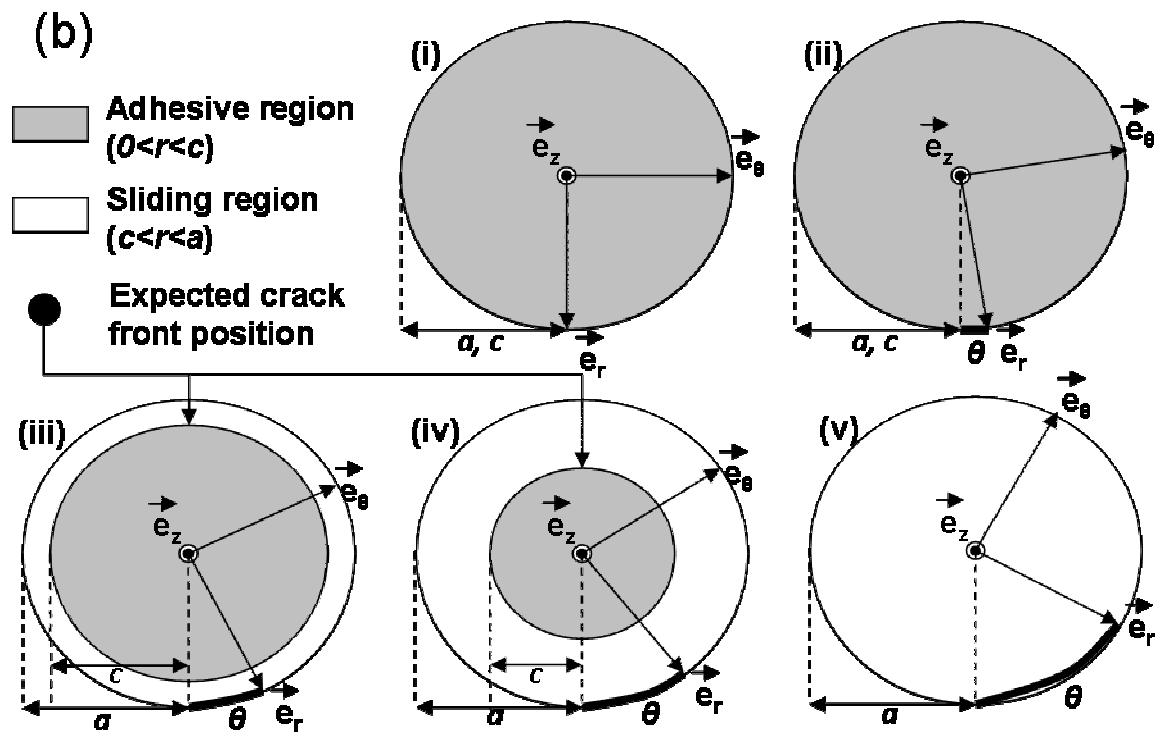 (b)
Adhesive region
(0<r<c)
Sliding region
(c<r<a)
Expected crack
front position
(i)
e_z
e_θ
a, c
e_r
(ii)
e_z
e_θ
a, c
θ
e_r
(iii)
e_z
e_θ
c
a
θ
e_r
(iv)
e_z
e_θ
c
a
θ
e_r
(v)
e_z
e_θ
a
θ
e_r